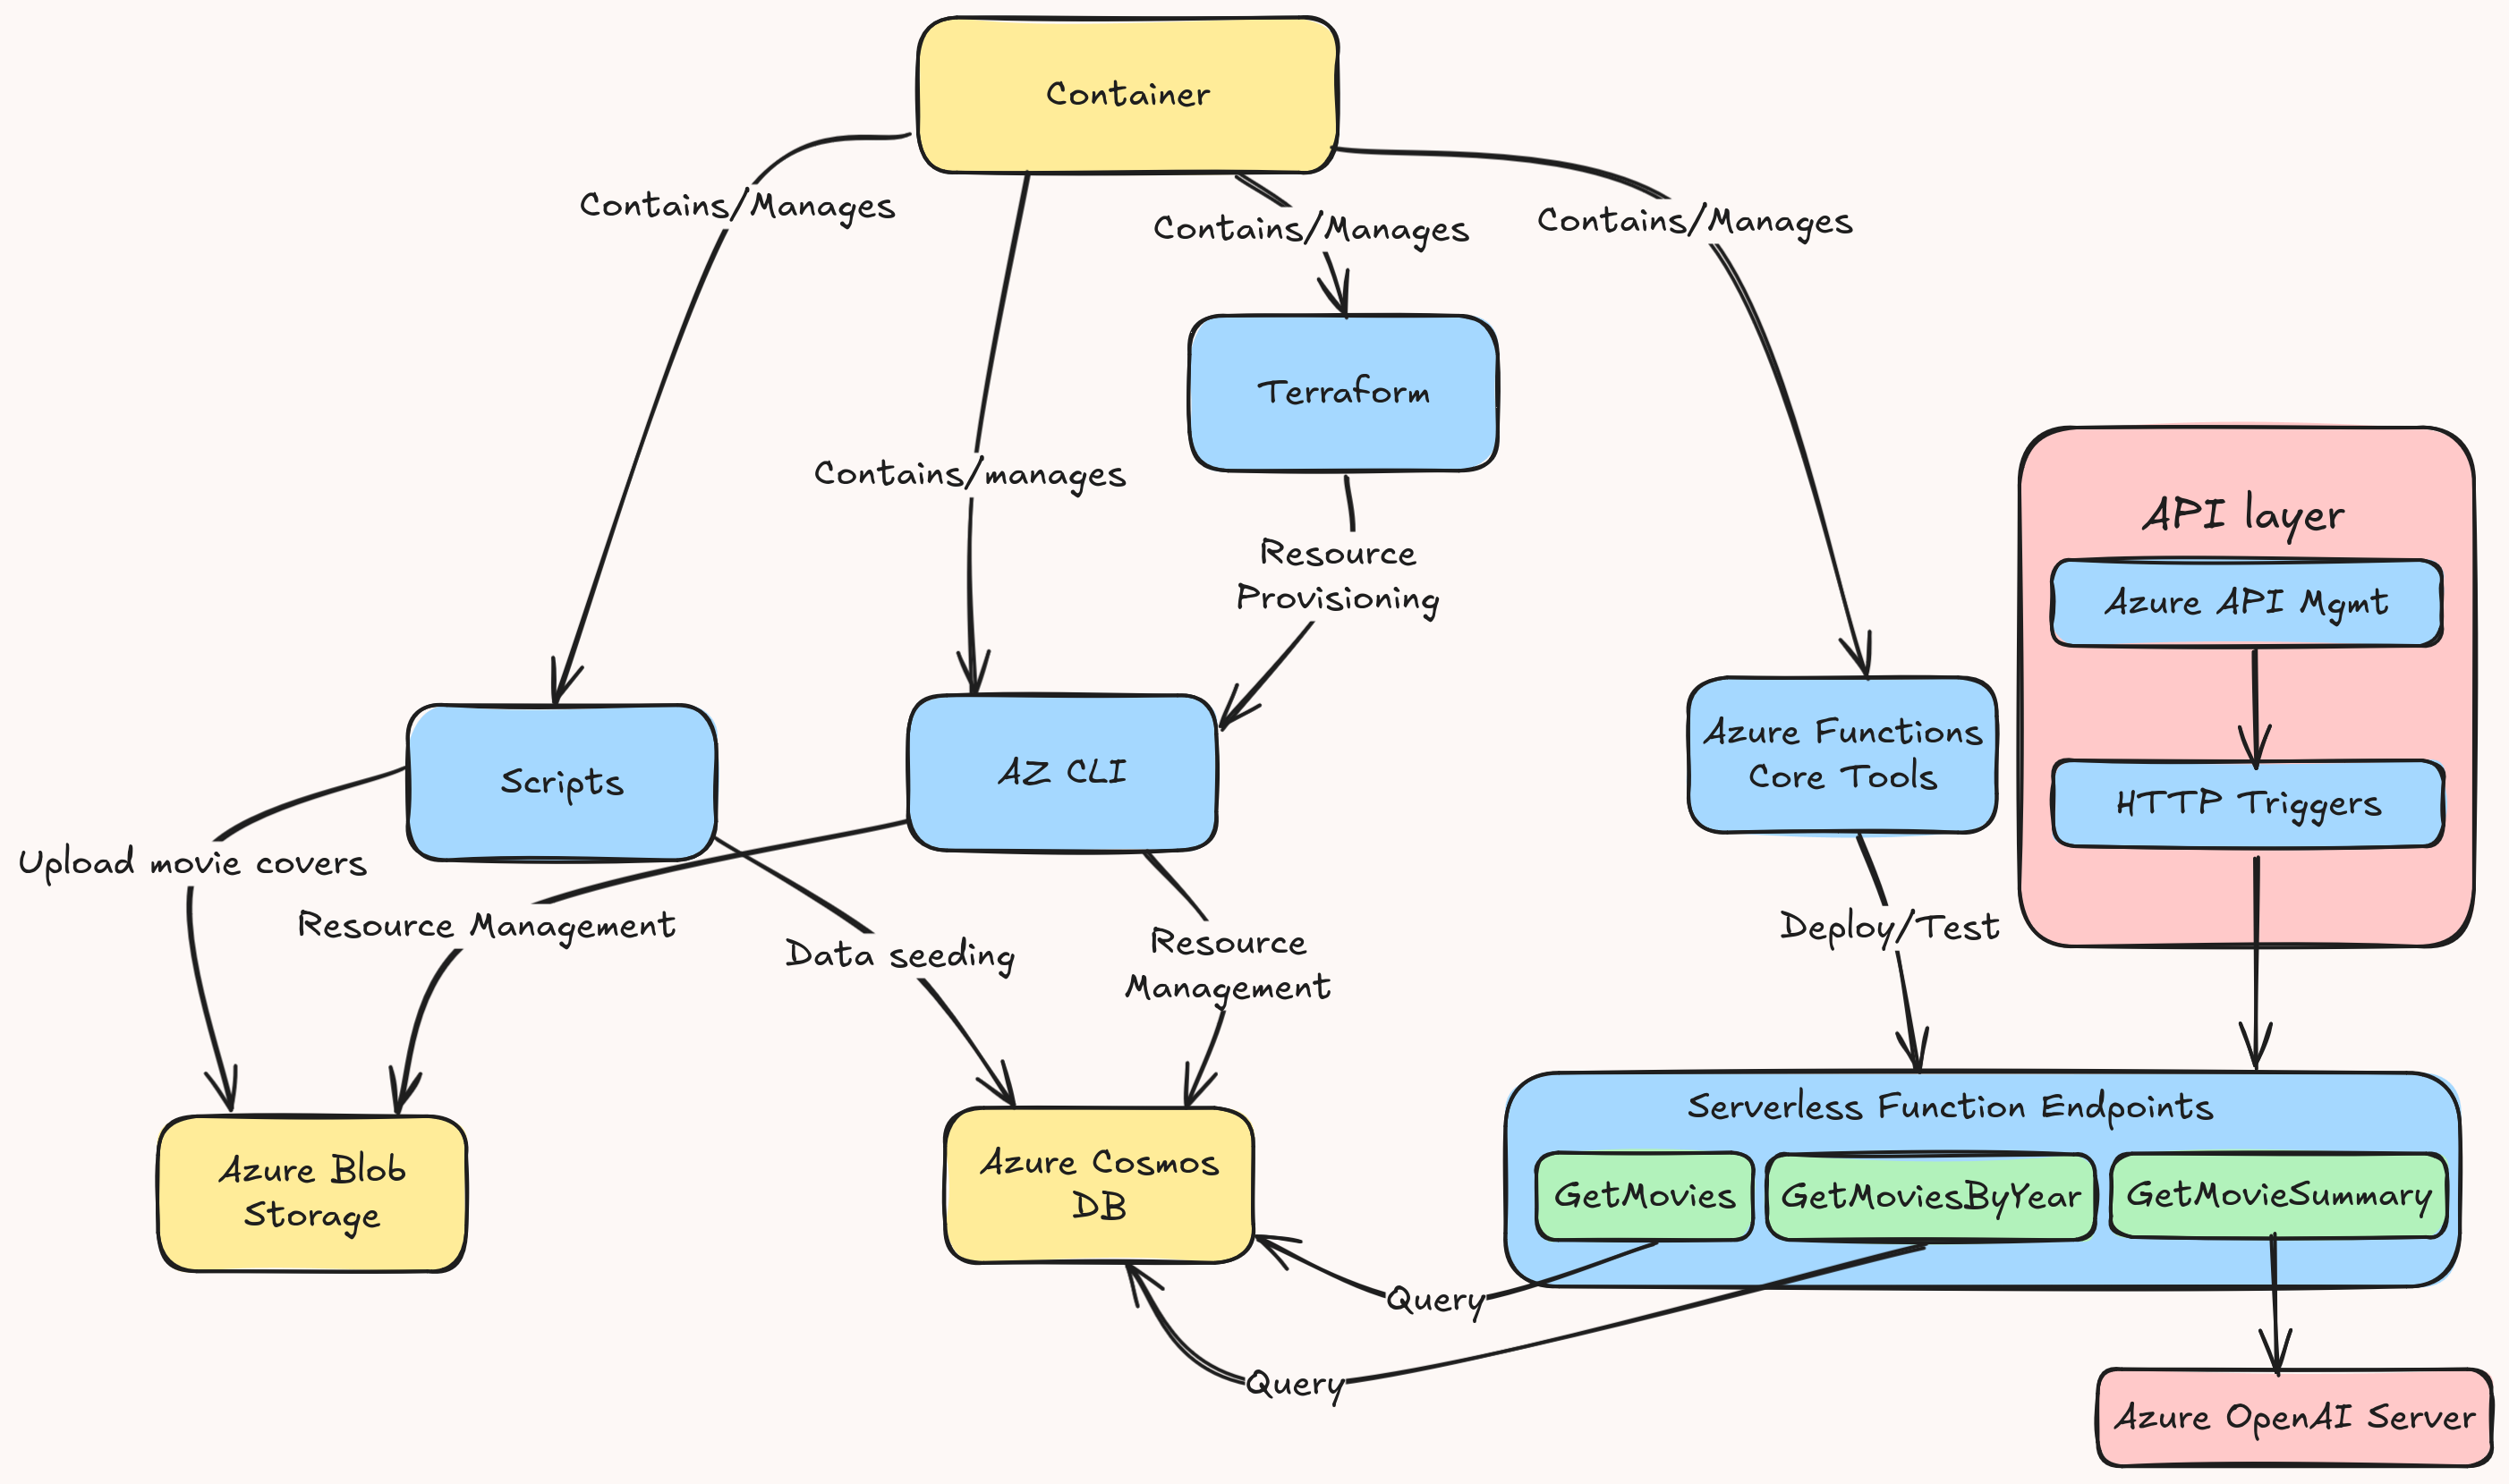 Container
Contains/Manages
Contains/Manages
Contains/Manages
Terraform
Contains/manages
API layer
Resource
Provisioning
Azure API Mgmt
Azure Functions
Core Tools
Scripts
AZ CLI
HTTP Triggers
Upload movie covers
Resource Management
Data seeding
Resource
Management
Deploy/Test
Azure Blob
Storage
Azure Cosmos
DB
Serverless Function Endpoints
GetMovies
GetMoviesByYear
GetMovieSummary
Query
Query
Azure OpenAI Server